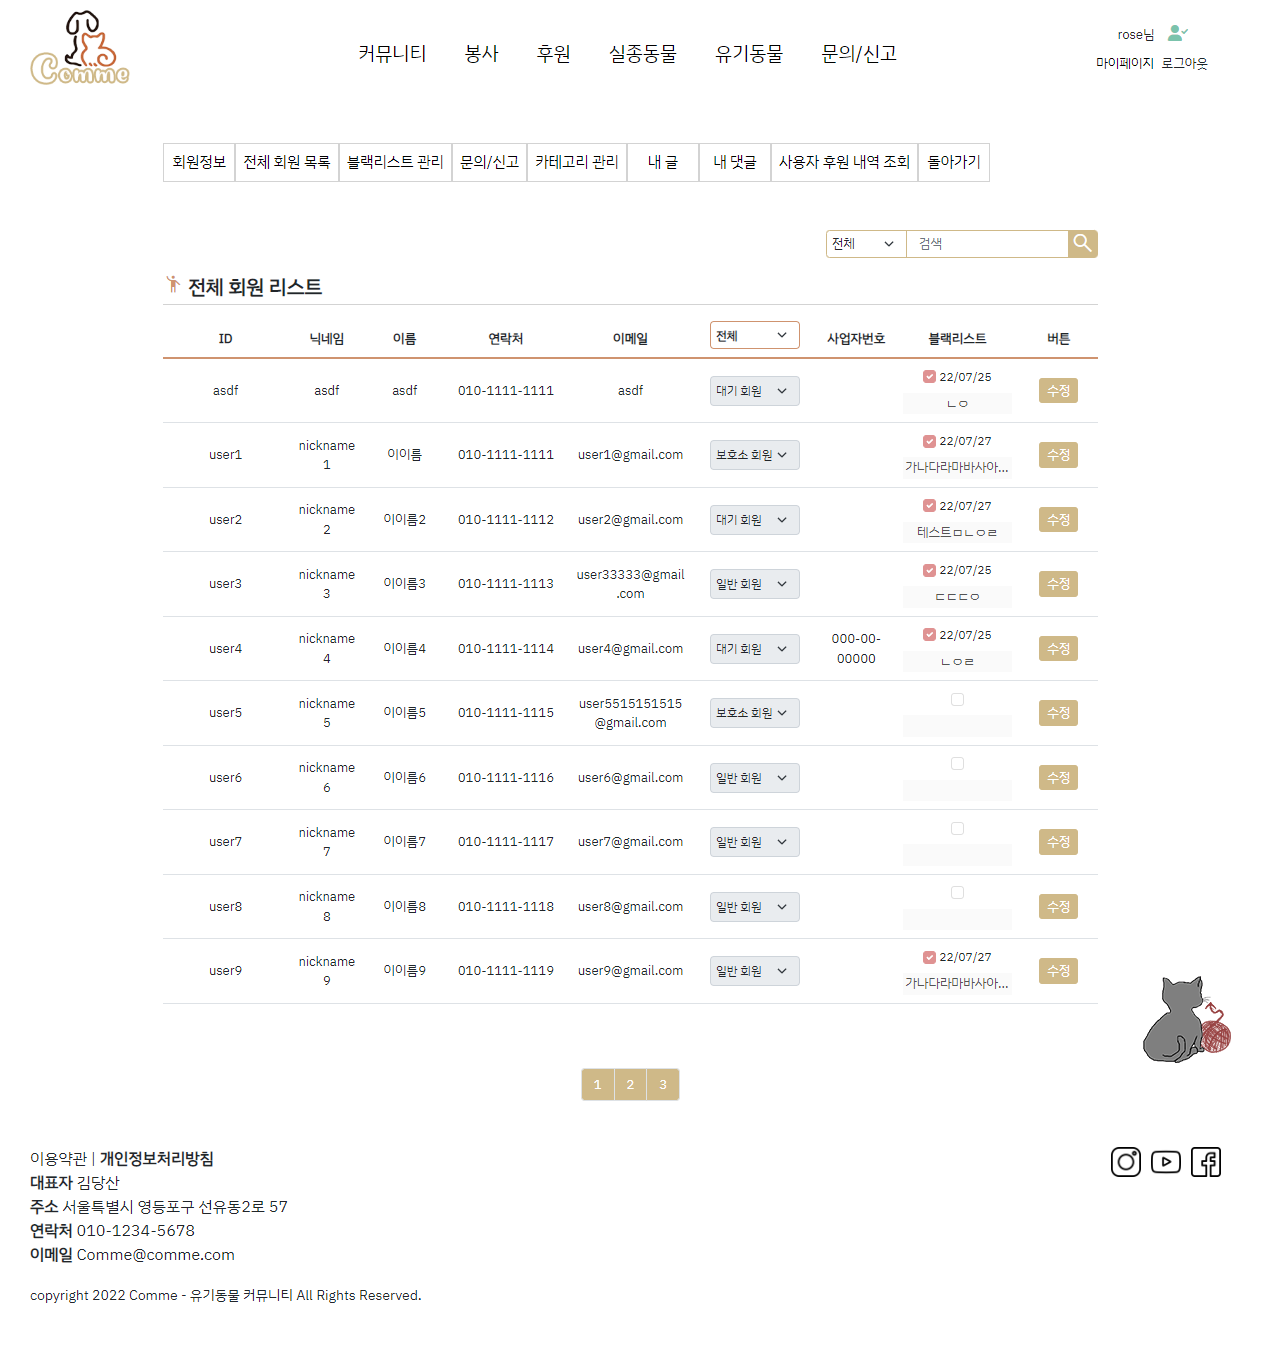 Comme
커뮤니티 봉사 후원 실종동물 유기동물 문의/신고
rose님
마이페이지 로그아웃
회원정보 전체 회원 목록 블랙리스트 관리 문의/신고 카테고리 관리 내 글 내 댓글 사용자 후원 내역 조회 돌아가기
전체 검색
전체 회원 리스트
ID 닉네임 이름 연락처 이메일 전체 사업자번호 블랙리스트 버튼
asdf asdf asdf 010-1111-1111 asdf 대기 회원 22/07/25 수정
ㄴㅇ
user1 nickname1 이이름 010-1111-1111 user1@gmail.com 보호소 회원 22/07/27 수정
가나다라마바사아...
user2 nickname2 이이름2 010-1111-1112 user2@gmail.com 대기 회원 22/07/27 수정
테스트ㅁㄴㅇㄹ
user3 nickname3 이이름3 010-1111-1113 user33333@gmail.com 일반 회원 22/07/25 수정
ㄷㄷㄷㅇ
user4 nickname4 이이름4 010-1111-1114 user4@gmail.com 대기 회원 000-00-00000 22/07/25 수정
ㄴㅇㄹ
user5 nickname5 이이름5 010-1111-1115 user5515151515@gmail.com 보호소 회원 수정
user6 nickname6 이이름6 010-1111-1116 user6@gmail.com 일반 회원 수정
user7 nickname7 이이름7 010-1111-1117 user7@gmail.com 일반 회원 수정
user8 nickname8 이이름8 010-1111-1118 user8@gmail.com 일반 회원 수정
user9 nickname9 이이름9 010-1111-1119 user9@gmail.com 일반 회원 22/07/27 수정
가나다라마바사아...
1 2 3
이용약관 | 개인정보처리방침
대표자 김당산
주소 서울특별시 영등포구 선유동2로 57
연락처 010-1234-5678
이메일 Comme@comme.com
copyright 2022 Comme - 유기동물 커뮤니티 All Rights Reserved.